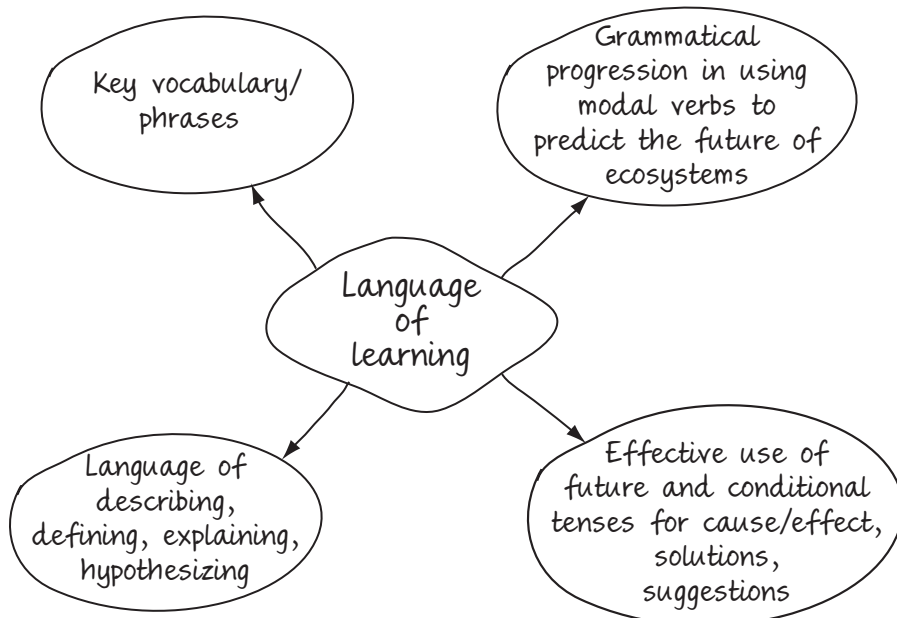 Key vocabulary/
phrases
Grammatical
progression in using
modal verbs to
predict the future of
ecosystems
Language
of
learning
Language of
describing,
defining, explaining,
hypothesizing
Effective use of
future and conditional
tenses for cause/effect,
solutions,
suggestions